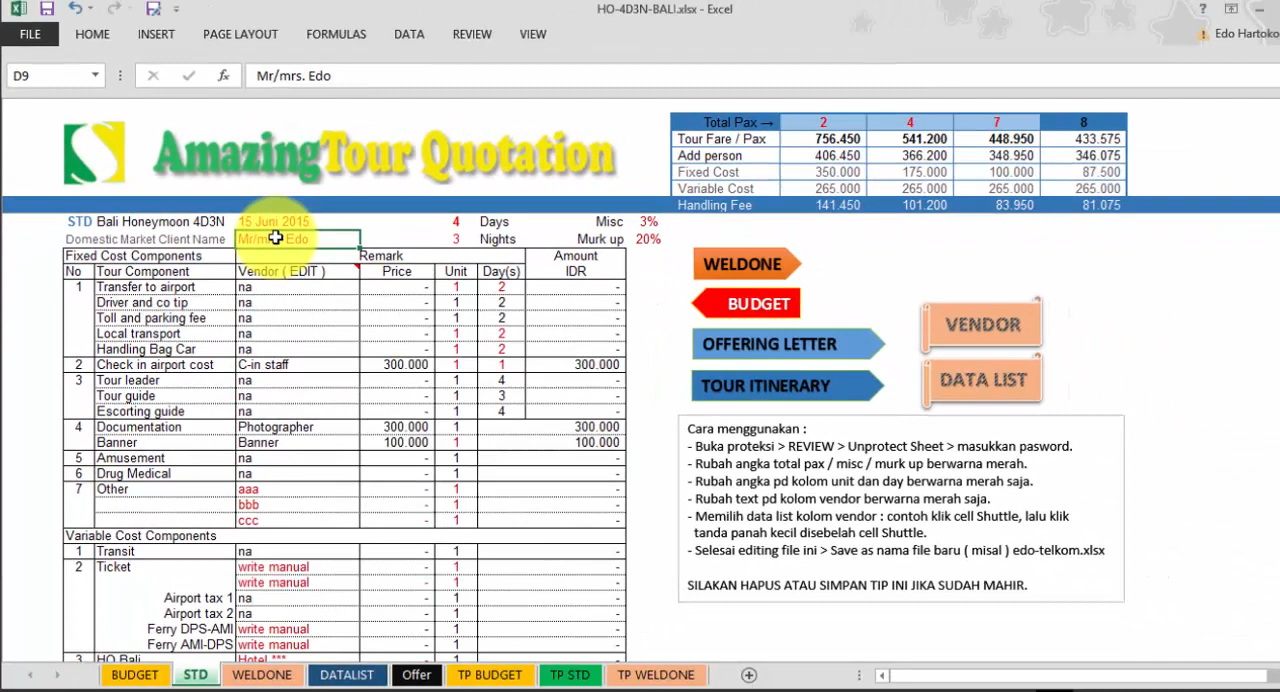 HO-4D3N-BALI.xlsx - Excel
?
FILE HOME INSERT PAGE LAYOUT FORMULAS DATA REVIEW VIEW Edo Hartoko
D9 fx Mr/mrs. Edo
AmazingTour Quotation
Total Pax → 2 4 7 8
Tour Fare / Pax 756.450 541.200 448.950 433.575
Add person 406.450 366.200 348.950 346.075
Fixed Cost 350.000 175.000 100.000 87.500
Variable Cost 265.000 265.000 265.000 265.000
Handling Fee 141.450 101.200 83.950 81.075
STD Bali Honeymoon 4D3N 15 Juni 2015 4 Days Misc 3%
Domestic Market Client Name Edo 3 Nights Murk up 20%
Fixed Cost Components Remark Amount
No Tour Component Vendor ( EDIT ) Price Unit Day(s) IDR
1 Transfer to airport na - 1 2 -
Driver and co tip na - 1 2 -
Toll and parking fee na - 1 2 -
Local transport na - 1 2 -
Handling Bag Car na - 1 2 -
2 Check in airport cost C-in staff 300.000 1 1 300.000
3 Tour leader na - 1 4 -
Tour guide na - 1 3 -
Escorting guide na - 1 4 -
4 Documentation Photographer 300.000 1 300.000
Banner Banner 100.000 1 100.000
5 Amusement na - 1 -
6 Drug Medical na - 1 -
7 Other aaa - 1 -
bbb - 1 -
ccc - 1 -
Variable Cost Components
1 Transit na - 1 -
2 Ticket write manual - 1 -
write manual - 1 -
Airport tax 1 na - 1 -
Airport tax 2 na - 1 -
Ferry DPS-AMI write manual - 1 -
Ferry AMI-DPS write manual - 1 -
3 HO Bali Hotel ***
WELDONE
BUDGET
OFFERING LETTER
TOUR ITINERARY
VENDOR
DATA LIST
Cara menggunakan :
- Buka proteksi > REVIEW > Unprotect Sheet > masukkan pasword.
- Rubah angka total pax / misc / murk up berwarna merah.
- Rubah angka pd kolom unit dan day berwarna merah saja.
- Rubah text pd kolom vendor berwarna merah saja.
- Memilih data list kolom vendor : contoh klik cell Shuttle, lalu klik
tanda panah kecil disebelah cell Shuttle.
- Selesai editing file ini > Save as nama file baru ( misal ) edo-telkom.xlsx
SILAKAN HAPUS ATAU SIMPAN TIP INI JIKA SUDAH MAHIR.
BUDGET STD WELDONE DATALIST Offer TP BUDGET TP STD TP WELDONE